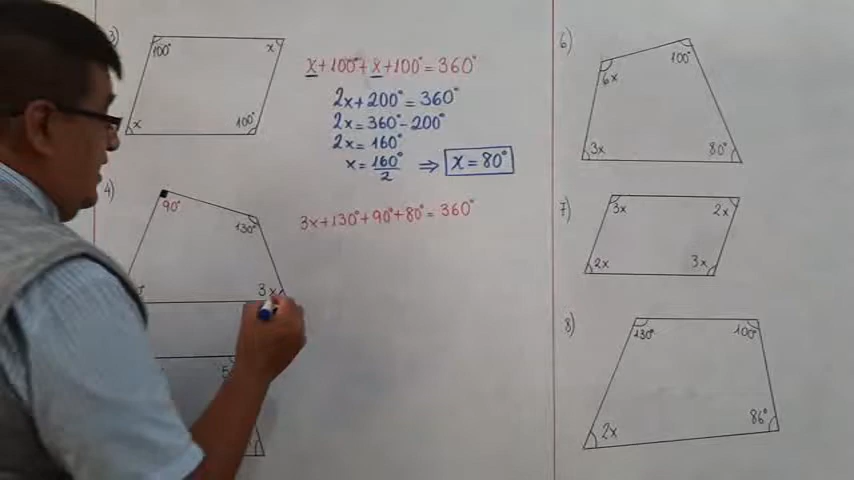 3)
100°
x
x
100°
x+100°+x+100°=360°
2x+200°=360°
2x=360°-200°
2x=160°
x=160°/2 ⇒ x=80°
4)
90°
130°
3x
3x+130°+90°+80°=360°
5
6)
6x
100°
3x
80°
7)
3x
2x
2x
3x
8)
130°
100°
2x
86°